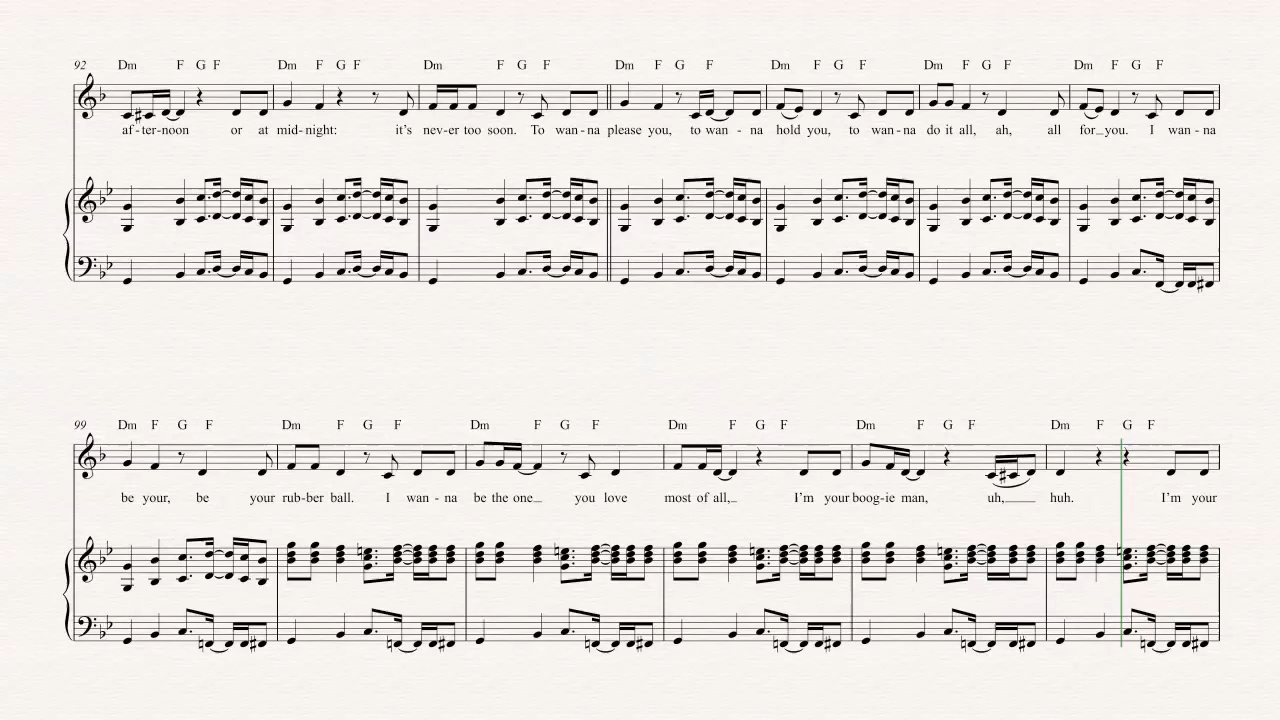 92 Dm F G F Dm F G F Dm F G F Dm F G F Dm F G F Dm F G F Dm F G F
af-ter-noon or at mid-night: it's nev-er too soon. To wan-na please you, to wan-na hold you, to wan-na do it all, ah, all for_you. I wan-na
99 Dm F G F Dm F G F Dm F G F Dm F G F Dm F G F Dm F G F
be your, be your rub-ber ball. I wan-na be the one_ you love most of all,_ I'm your boog-ie man, uh,_ huh. I'm your